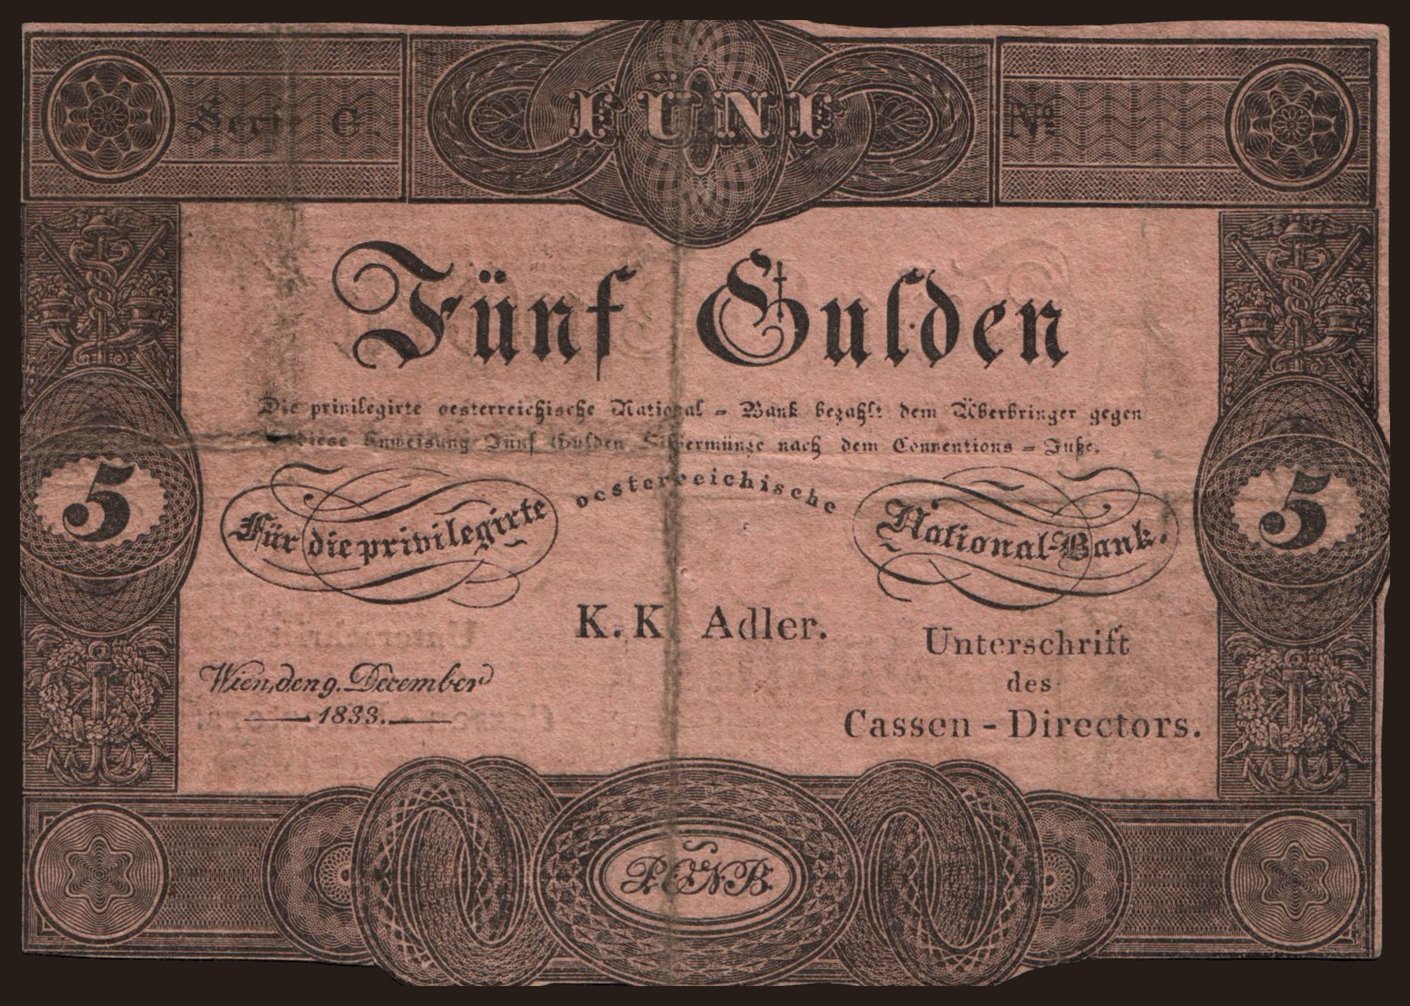 Serie C. FÜNF No
Fünf Gulden
Die privilegirte oesterreichische National - Bank bezahlt dem Überbringer gegen
diese Anweisung Fünf Gulden Silbermünze nach dem Conventions - Fuße.
5 5
Für die privilegirte oesterreichische National-Bank.
K. K. Adler.
Wien, den 9. December
1833.
Unterschrift
des
Cassen - Directors.
P. Ö N B